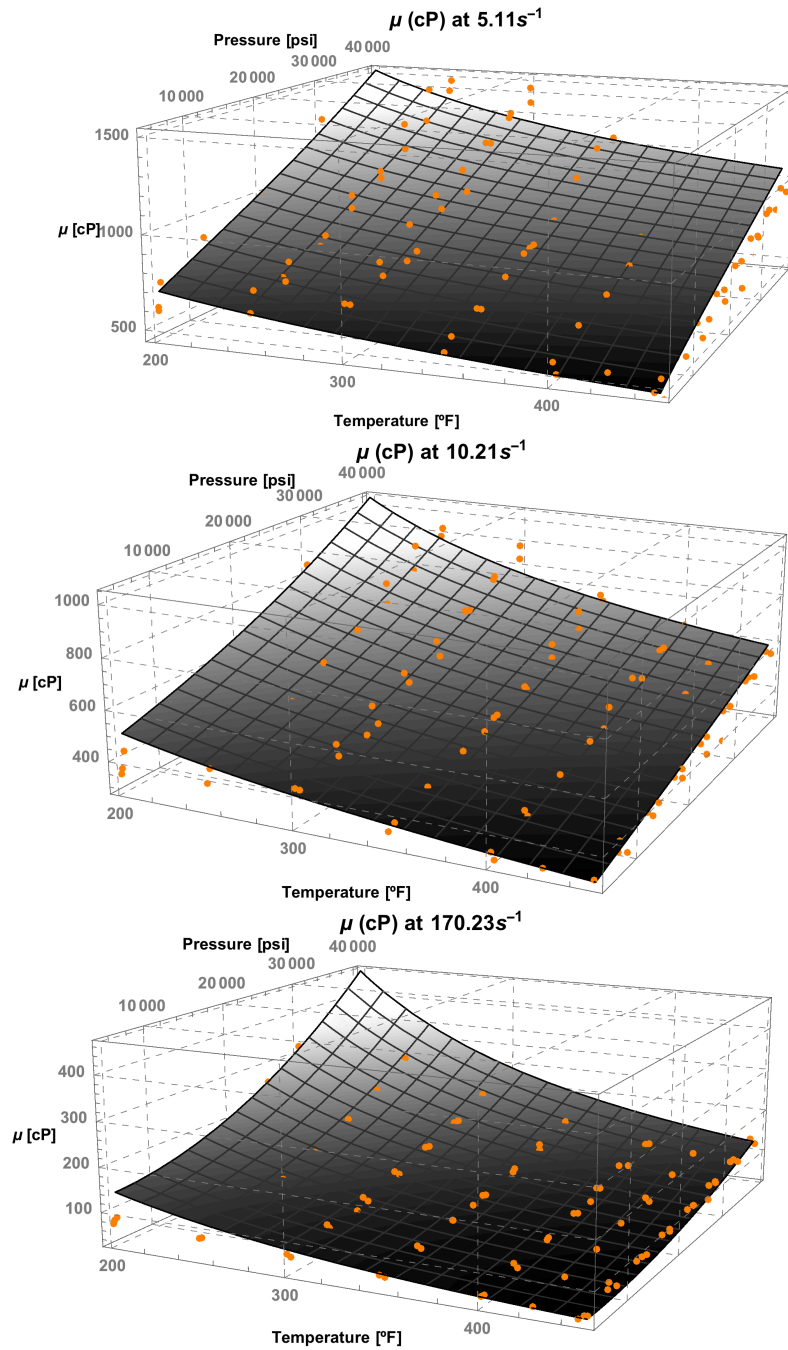 μ (cP) at 5.11s⁻¹
Pressure [psi]
10 000
20 000
30 000
40 000
1500
1000
500
μ [cP]
200
300
400
Temperature [ºF]
μ (cP) at 10.21s⁻¹
Pressure [psi]
10 000
20 000
30 000
40 000
1000
800
600
400
μ [cP]
200
300
400
Temperature [ºF]
μ (cP) at 170.23s⁻¹
Pressure [psi]
10 000
20 000
30 000
40 000
400
300
200
100
μ [cP]
200
300
400
Temperature [ºF]